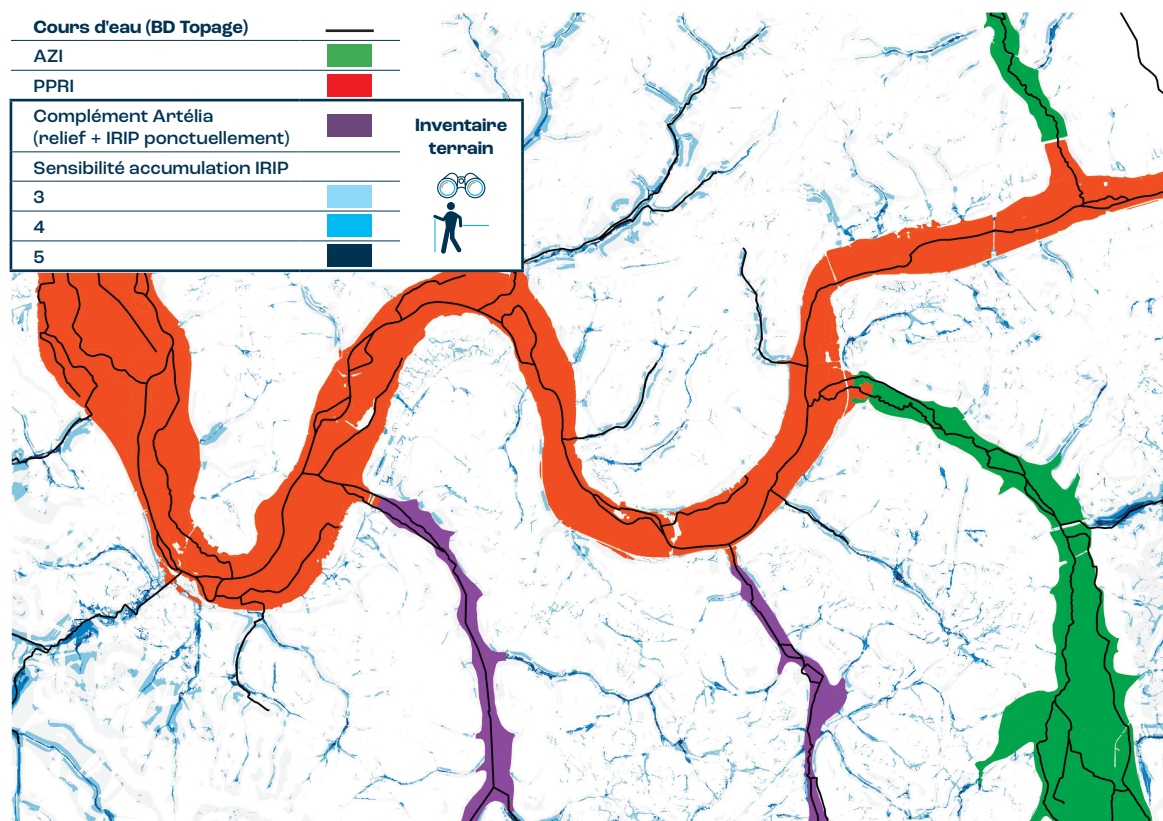 Cours d'eau (BD Topage)
AZI
PPRI
Complément Artélia
(relief + IRIP ponctuellement)
Sensibilité accumulation IRIP
3
4
5
Inventaire
terrain